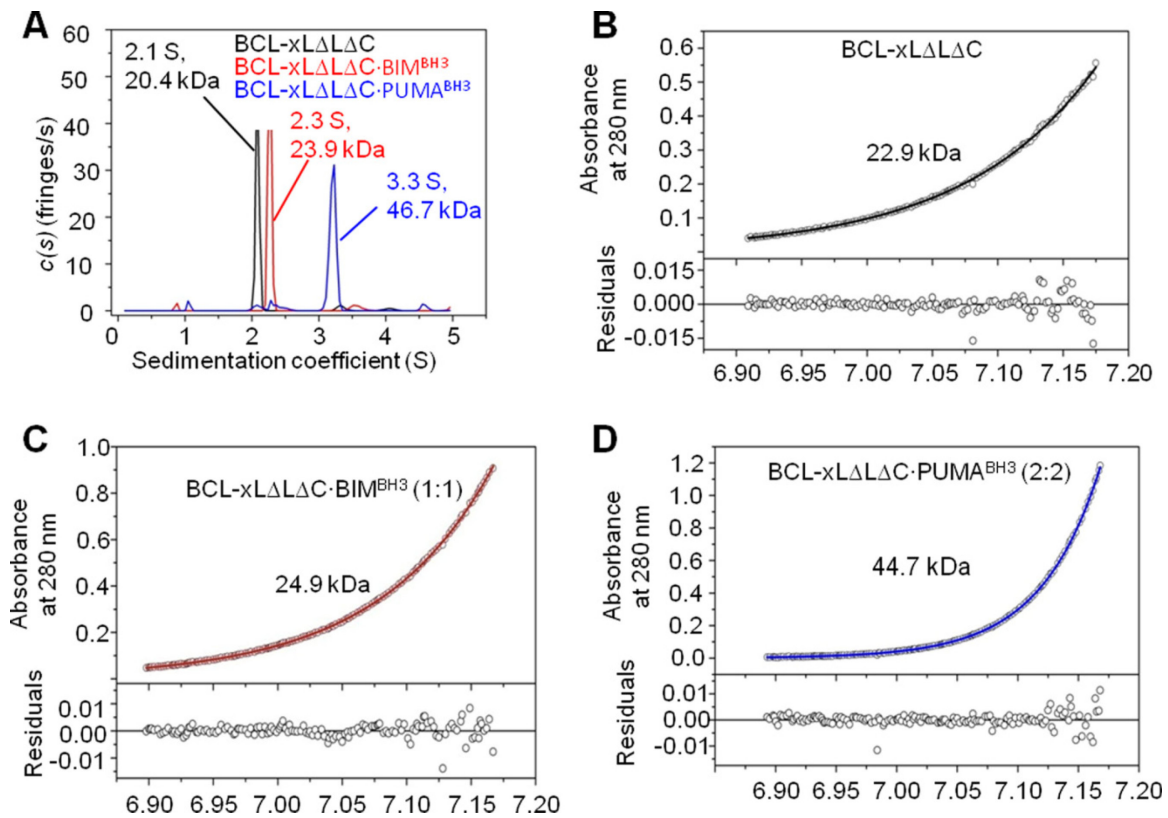 A
60
50
40
30
20
10
0
c(s) (fringes/s)
2.1 S,
20.4 kDa
BCL-xLΔLΔC
BCL-xLΔLΔC·BIMᴮᴴ³
BCL-xLΔLΔC·PUMAᴮᴴ³
2.3 S,
23.9 kDa
3.3 S,
46.7 kDa
0 1 2 3 4 5
Sedimentation coefficient (S)
B
BCL-xLΔLΔC
22.9 kDa
Absorbance
at 280 nm
0.6
0.5
0.4
0.3
0.2
0.1
Residuals
0.015
0.000
-0.015
6.90 6.95 7.00 7.05 7.10 7.15 7.20
C
BCL-xLΔLΔC·BIMᴮᴴ³ (1:1)
24.9 kDa
Absorbance
at 280 nm
1.0
0.8
0.6
0.4
0.2
Residuals
0.01
0.00
-0.01
6.90 6.95 7.00 7.05 7.10 7.15 7.20
D
BCL-xLΔLΔC·PUMAᴮᴴ³ (2:2)
44.7 kDa
Absorbance
at 280 nm
1.2
1.0
0.8
0.6
0.4
0.2
0.0
Residuals
0.01
0.00
-0.01
6.90 6.95 7.00 7.05 7.10 7.15 7.20